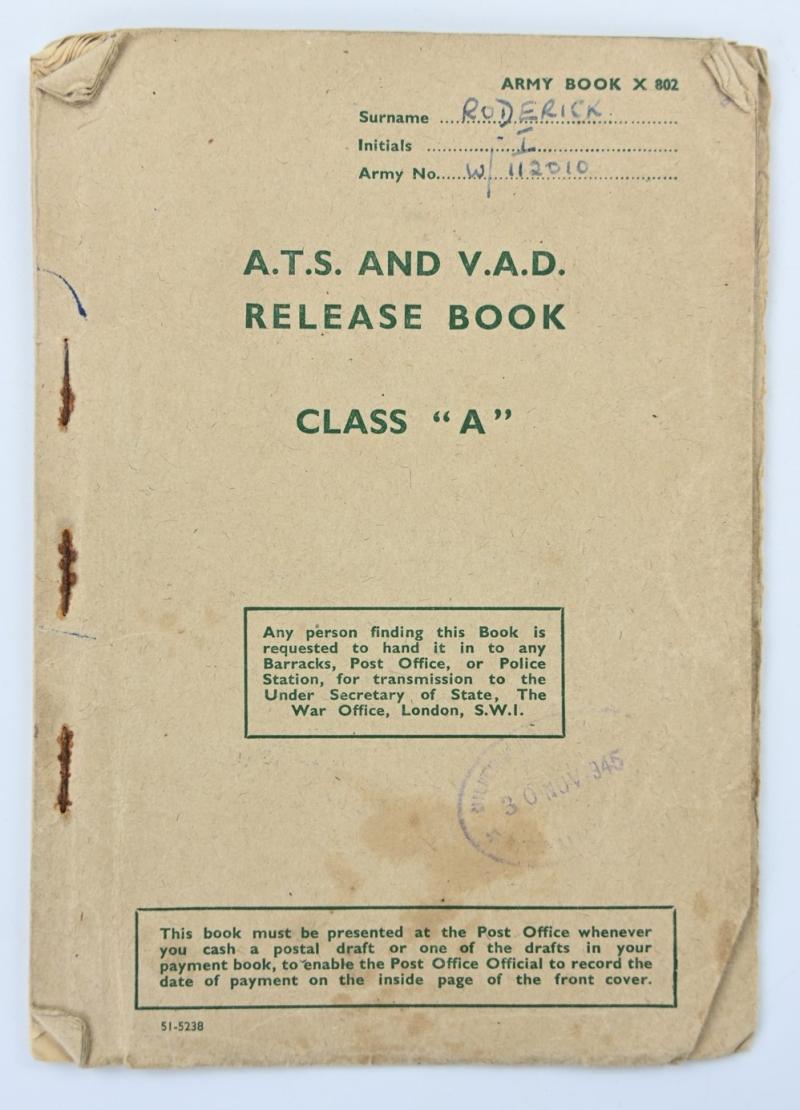 ARMY BOOK X 802
Surname RODERICK
Initials I
Army No. W/112010
A.T.S. AND V.A.D.
RELEASE BOOK
CLASS “A”
Any person finding this Book is
requested to hand it in to any
Barracks, Post Office, or Police
Station, for transmission to the
Under Secretary of State, The
War Office, London, S.W.1.
30 NOV 945
This book must be presented at the Post Office whenever
you cash a postal draft or one of the drafts in your
payment book, to enable the Post Office Official to record the
date of payment on the inside page of the front cover.
51-5238